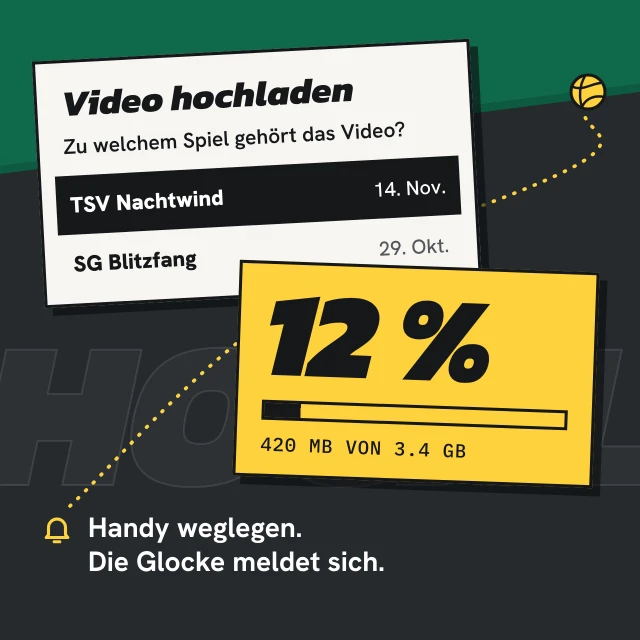 Video hochladen
Zu welchem Spiel gehört das Video?
TSV Nachtwind 14. Nov.
SG Blitzfang 29. Okt.
12 %
420 MB VON 3.4 GB
Handy weglegen.
Die Glocke meldet sich.